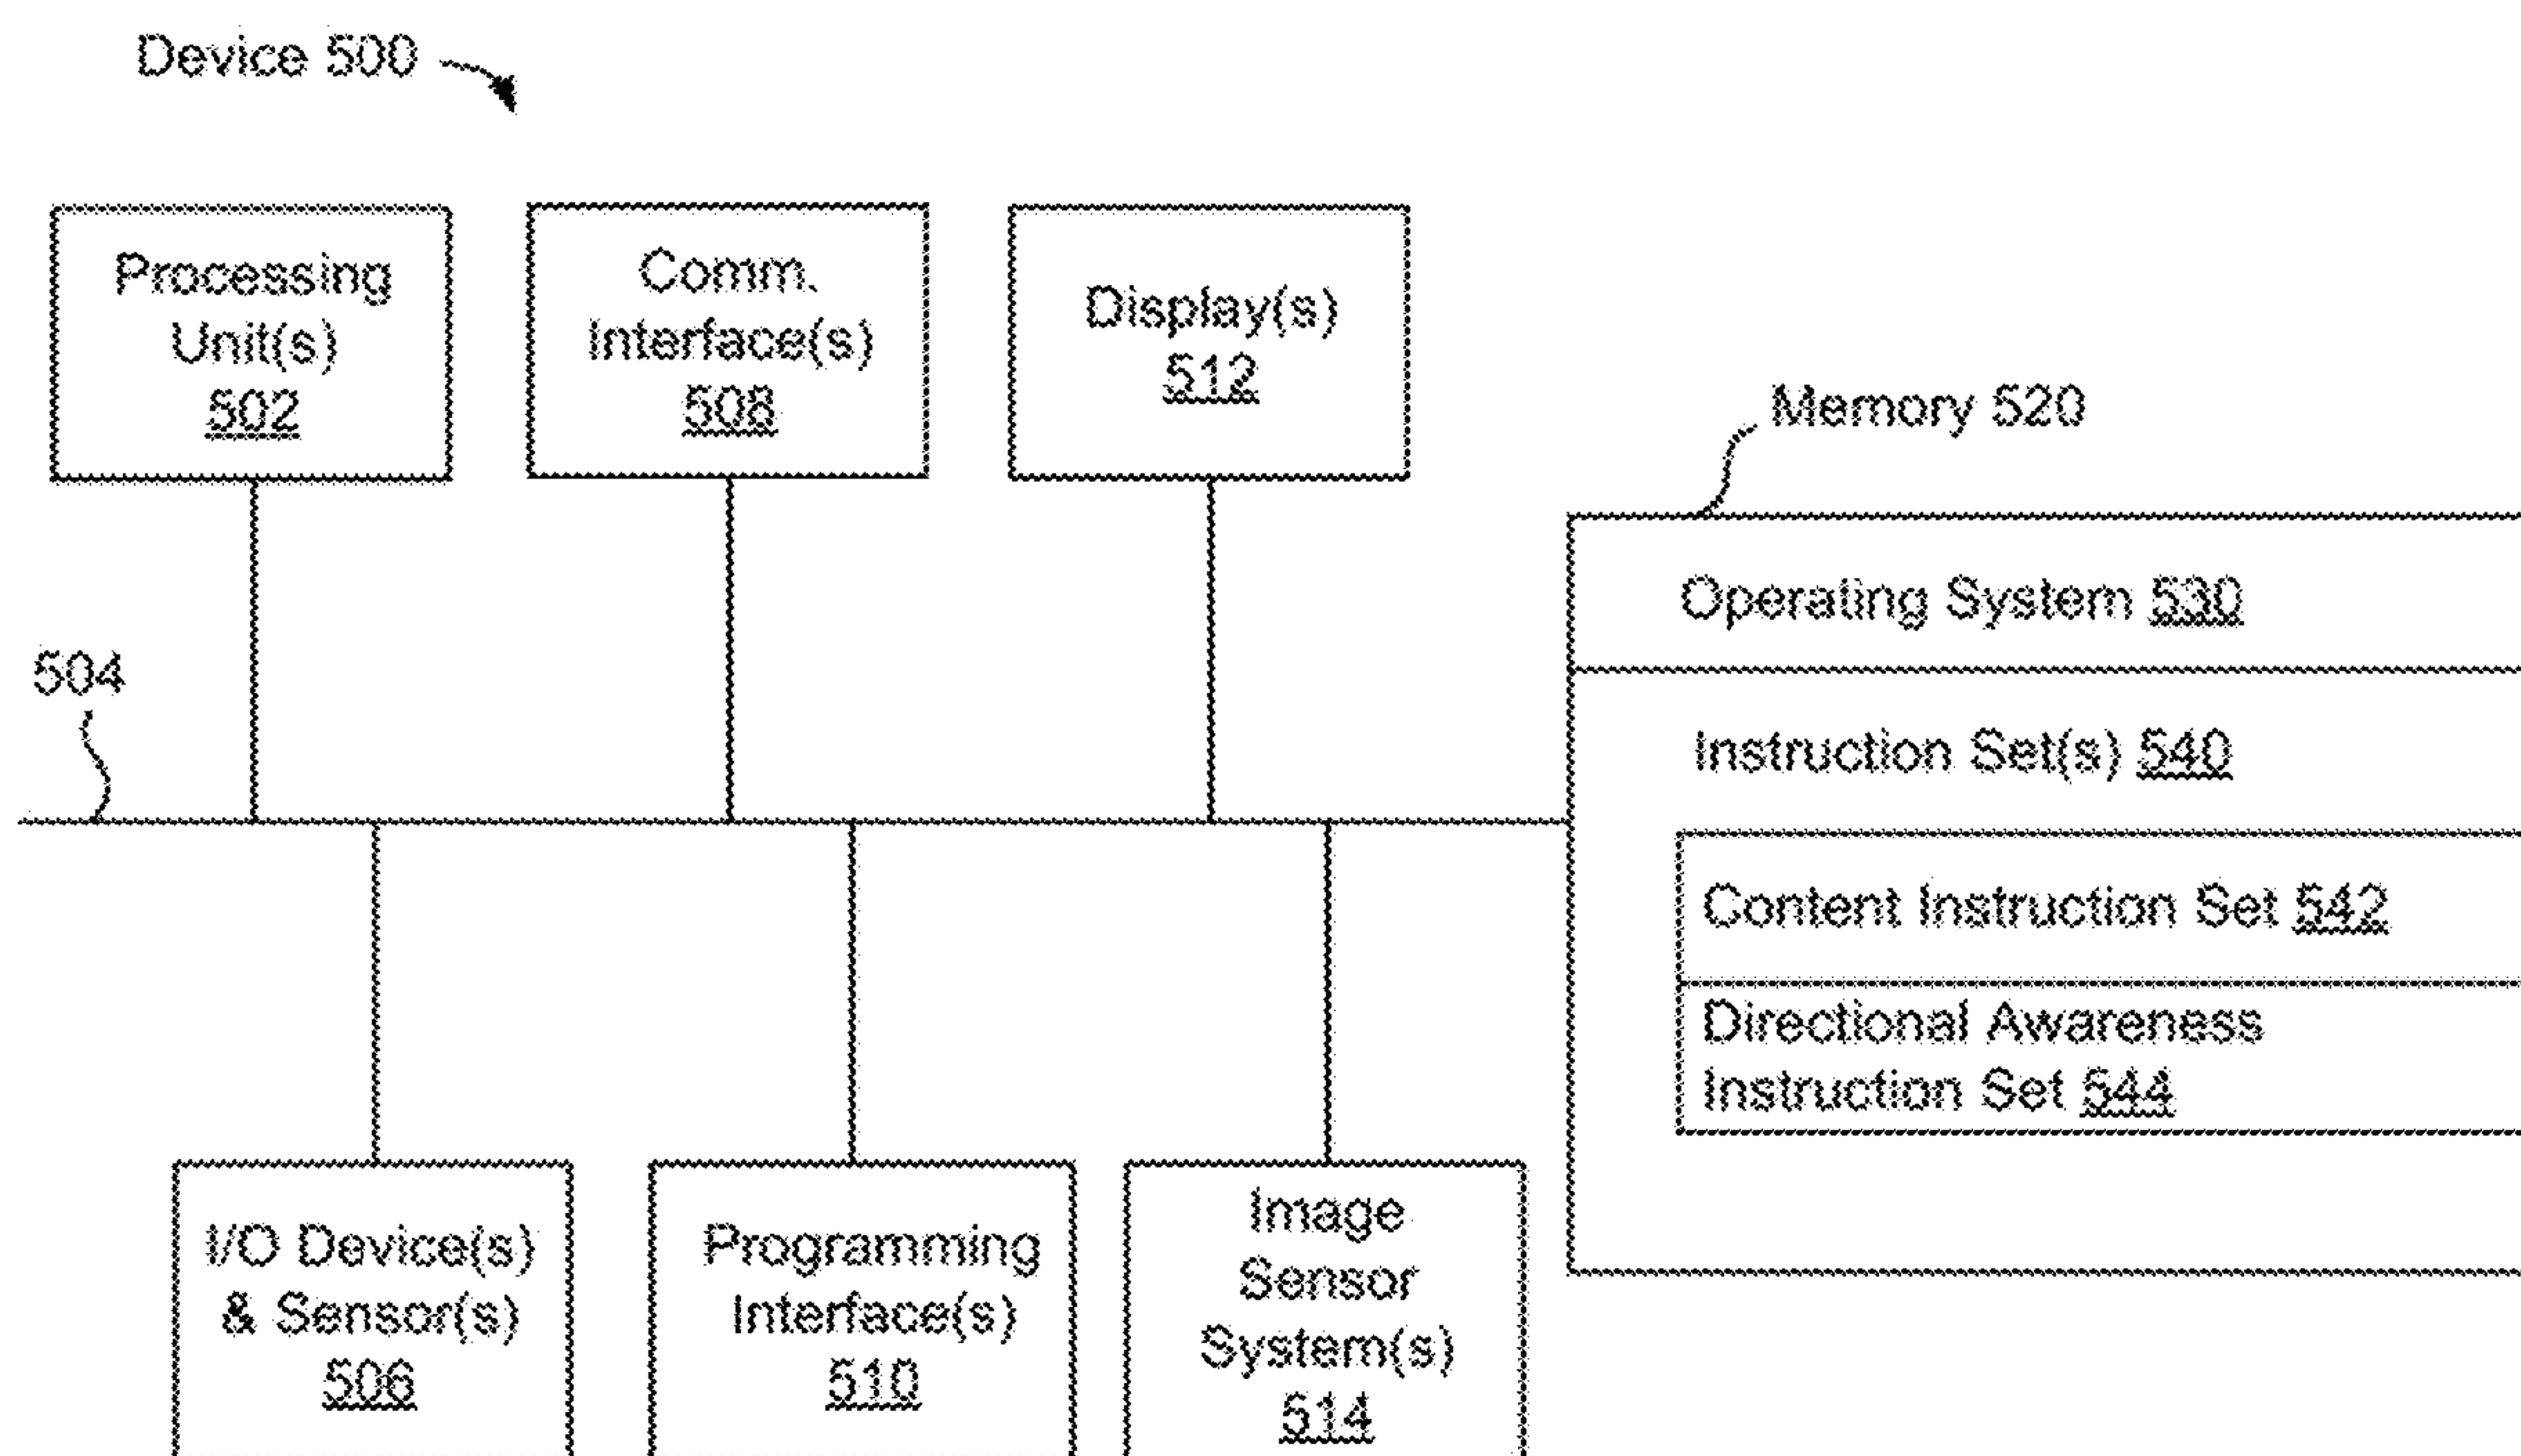 Device 500
Processing
Unit(s)
502
Comm.
Interface(s)
508
Display(s)
512
Memory 520
Operating System 530
504
Instruction Set(s) 540
Content Instruction Set 542
Directional Awareness
Instruction Set 544
I/O Device(s)
& Sensor(s)
506
Programming
Interface(s)
510
Image
Sensor
System(s)
514